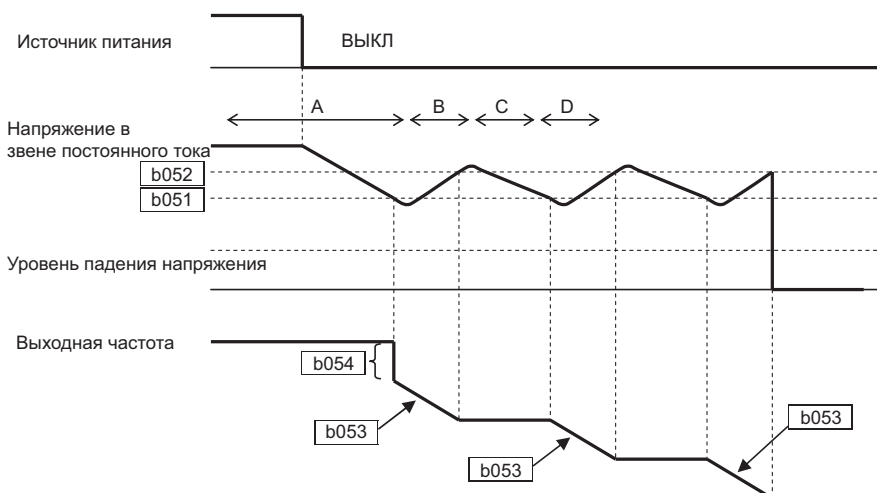 Источник питания
ВЫКЛ
A
B
C
D
Напряжение в
звене постоянного тока
b052
b051
Уровень падения напряжения
Выходная частота
b054
b053
b053
b053